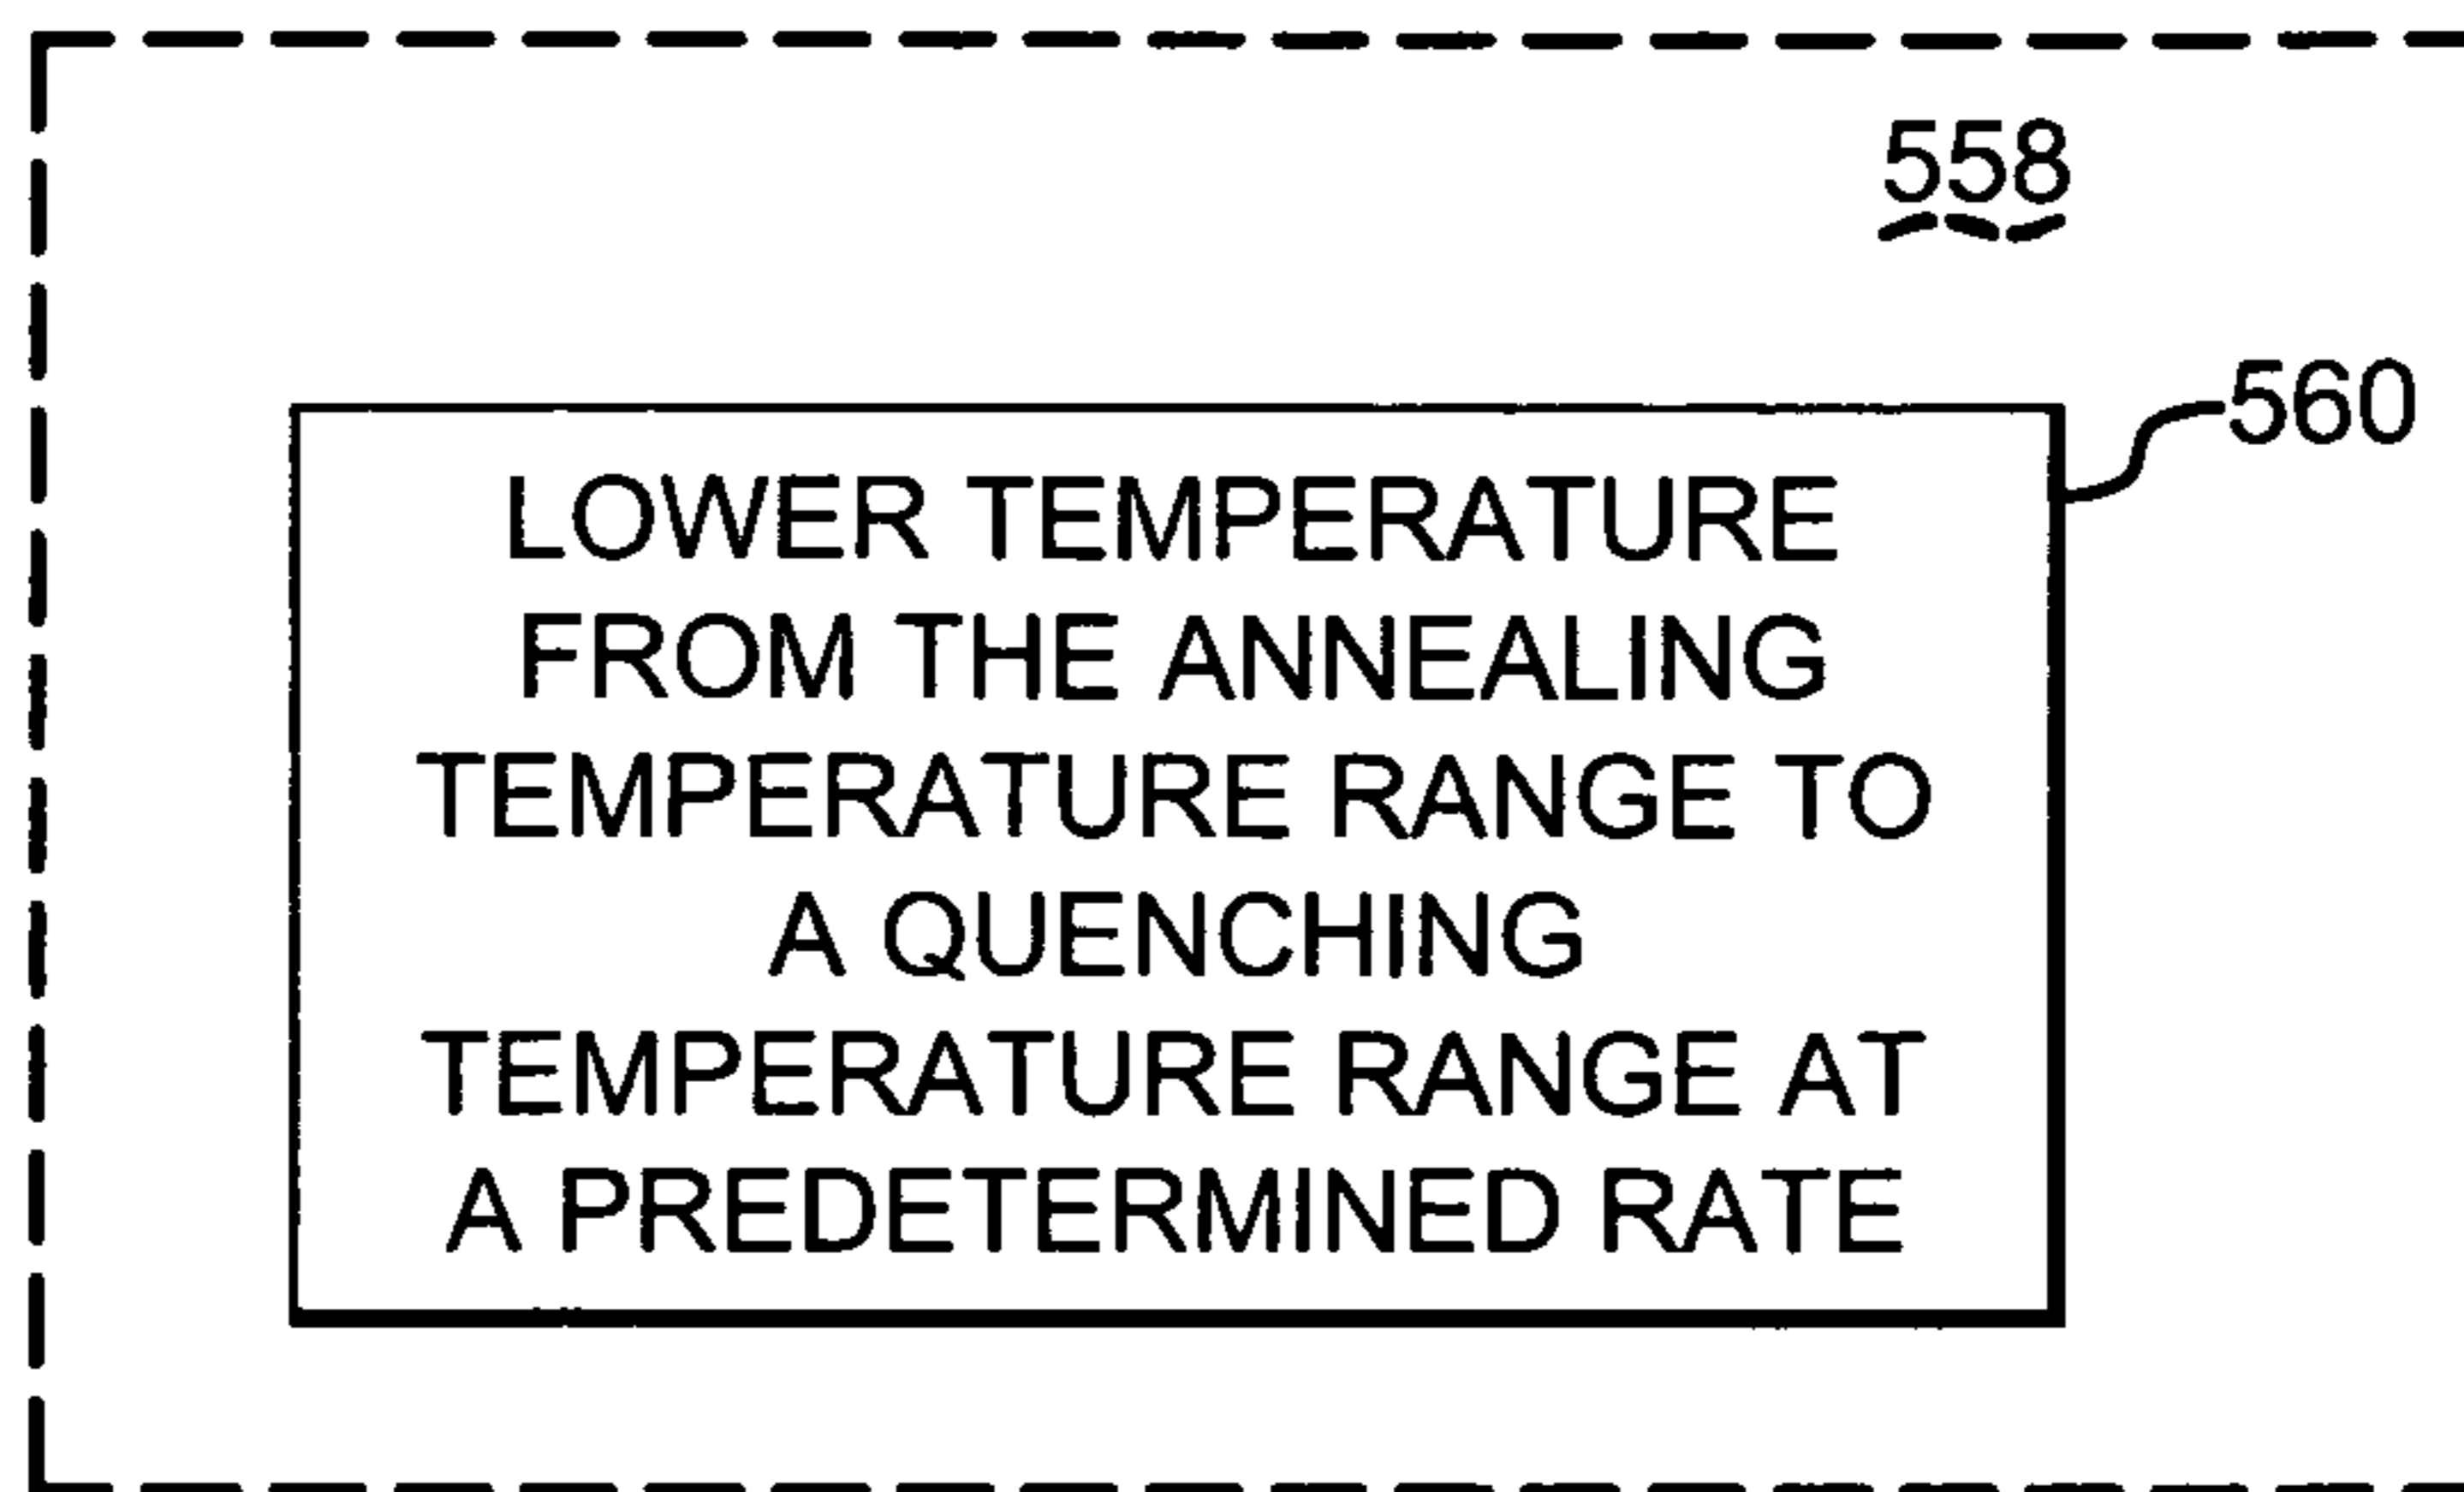 558
560
LOWER TEMPERATURE
FROM THE ANNEALING
TEMPERATURE RANGE TO
A QUENCHING
TEMPERATURE RANGE AT
A PREDETERMINED RATE